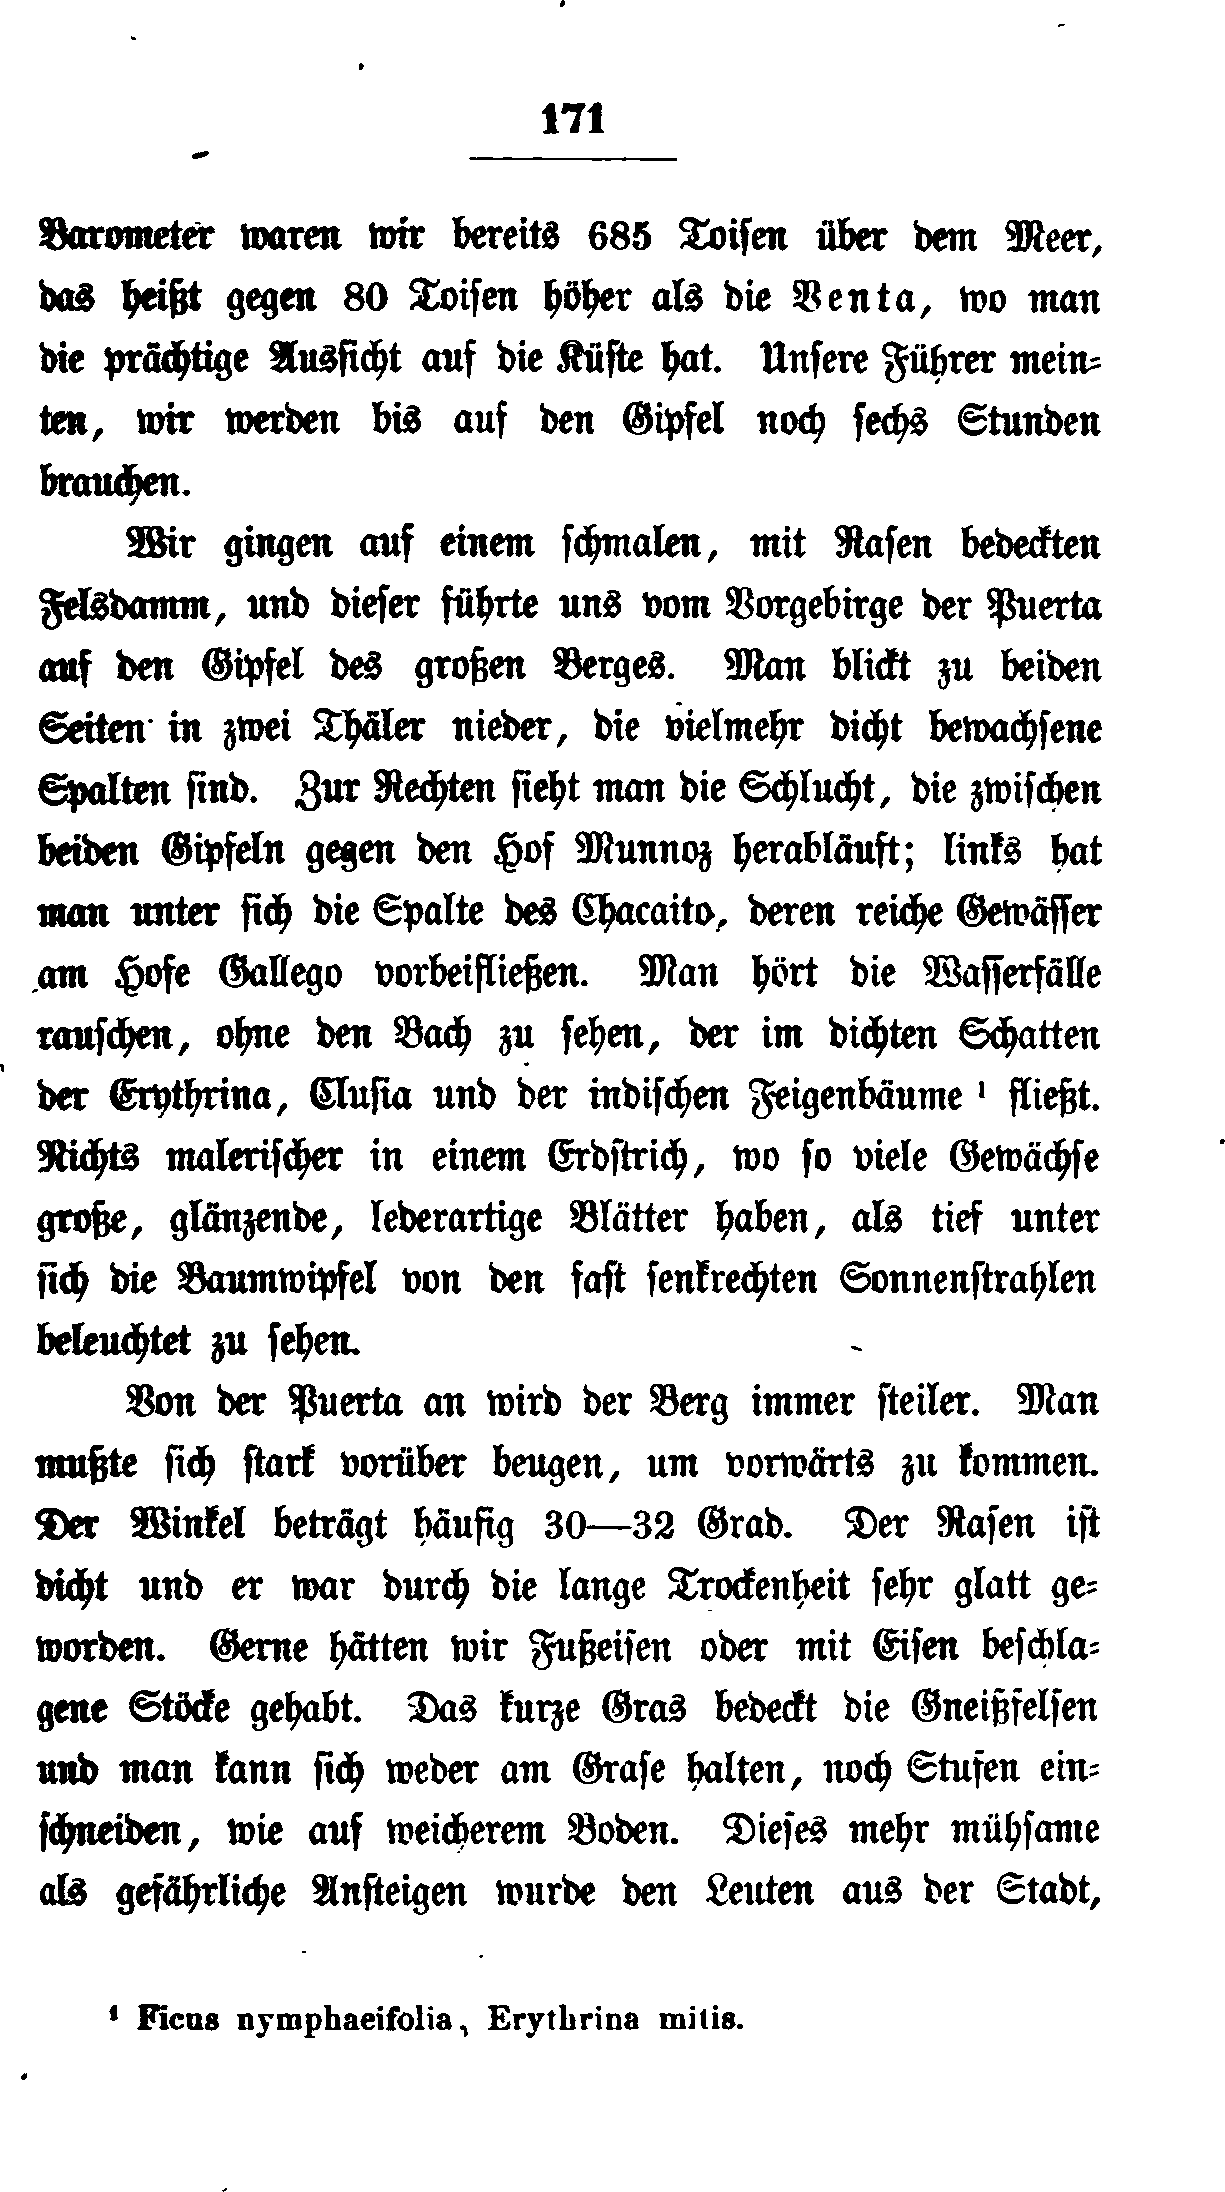 171
Barometer waren wir bereits 685 Toisen über dem Meer,
das heißt gegen 80 Toisen höher als die Venta, wo man
die prächtige Aussicht auf die Küste hat. Unsere Führer mein-
ten, wir werden bis auf den Gipfel noch sechs Stunden
brauchen.
Wir gingen auf einem schmalen, mit Rasen bedeckten
Felsdamm, und dieser führte uns vom Vorgebirge der Puerta
auf den Gipfel des großen Berges. Man blickt zu beiden
Seiten in zwei Thäler nieder, die vielmehr dicht bewachsene
Spalten sind. Zur Rechten sieht man die Schlucht, die zwischen
beiden Gipfeln gegen den Hof Munnoz herabläuft; links hat
man unter sich die Spalte des Chacaito, deren reiche Gewässer
am Hofe Gallego vorbeifließen. Man hört die Wasserfälle
rauschen, ohne den Bach zu sehen, der im dichten Schatten
der Erythrina, Clusia und der indischen Feigenbäume ¹ fließt.
Nichts malerischer in einem Erdstrich, wo so viele Gewächse
große, glänzende, lederartige Blätter haben, als tief unter
sich die Baumwipfel von den fast senkrechten Sonnenstrahlen
beleuchtet zu sehen.
Von der Puerta an wird der Berg immer steiler. Man
mußte sich stark vorüber beugen, um vorwärts zu kommen.
Der Winkel beträgt häufig 30—32 Grad. Der Rasen ist
dicht und er war durch die lange Trockenheit sehr glatt ge-
worden. Gerne hätten wir Fußeisen oder mit Eisen beschla-
gene Stöcke gehabt. Das kurze Gras bedeckt die Gneißfelsen
und man kann sich weder am Grase halten, noch Stufen ein-
schneiden, wie auf weicherem Boden. Dieses mehr mühsame
als gefährliche Ansteigen wurde den Leuten aus der Stadt,
¹ Ficus nymphaeifolia, Erythrina mitis.